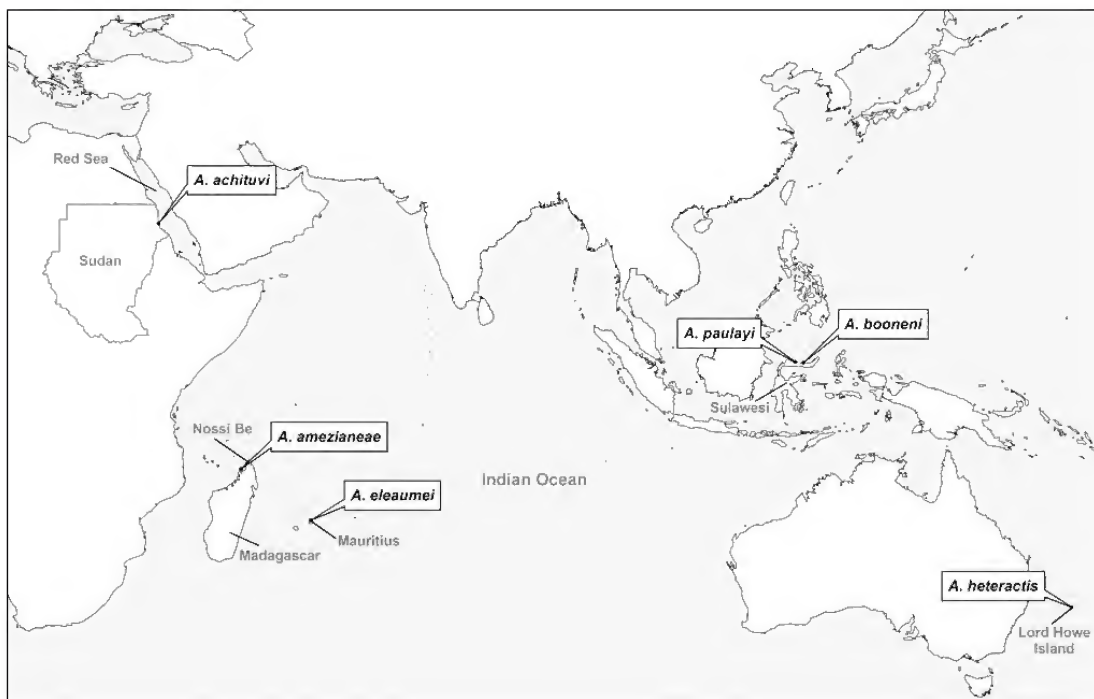 Red Sea
A. achituvi
Sudan
A. paulayi
A. booneni
Sulawesi
Nossi Be
A. amezianeae
Indian Ocean
A. eleaumei
Mauritius
Madagascar
A. heteractis
Lord Howe
Island